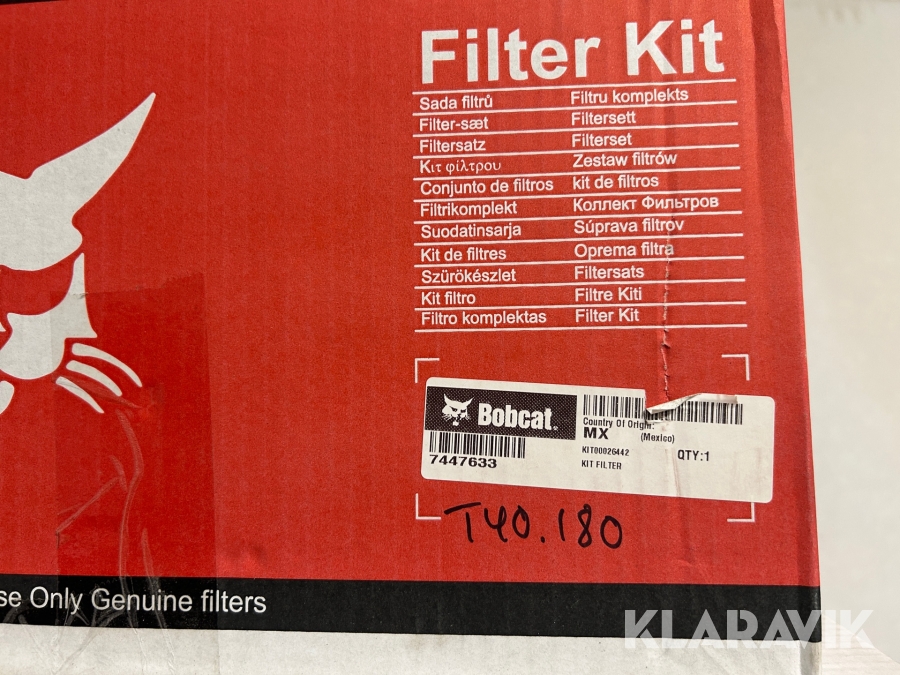 Filter Kit
Sada filtrů
Filter-sæt
Filtersatz
Κιτ φίλτρου
Conjunto de filtros
Filtrikomplekt
Suodatinsarja
Kit de filtres
Szűrökészlet
Kit filtro
Filtro komplektas
Filtru komplekts
Filtersett
Filterset
Zestaw filtrów
kit de filtros
Коллект Фильтров
Súprava filtrov
Oprema filtra
Filtersats
Filtre Kiti
Filter Kit
Bobcat.
7447633
Country Of Origin:
MX (Mexico)
KIT00026442 QTY:1
KIT FILTER
T40.180
se Only Genuine filters
KLARAVIK